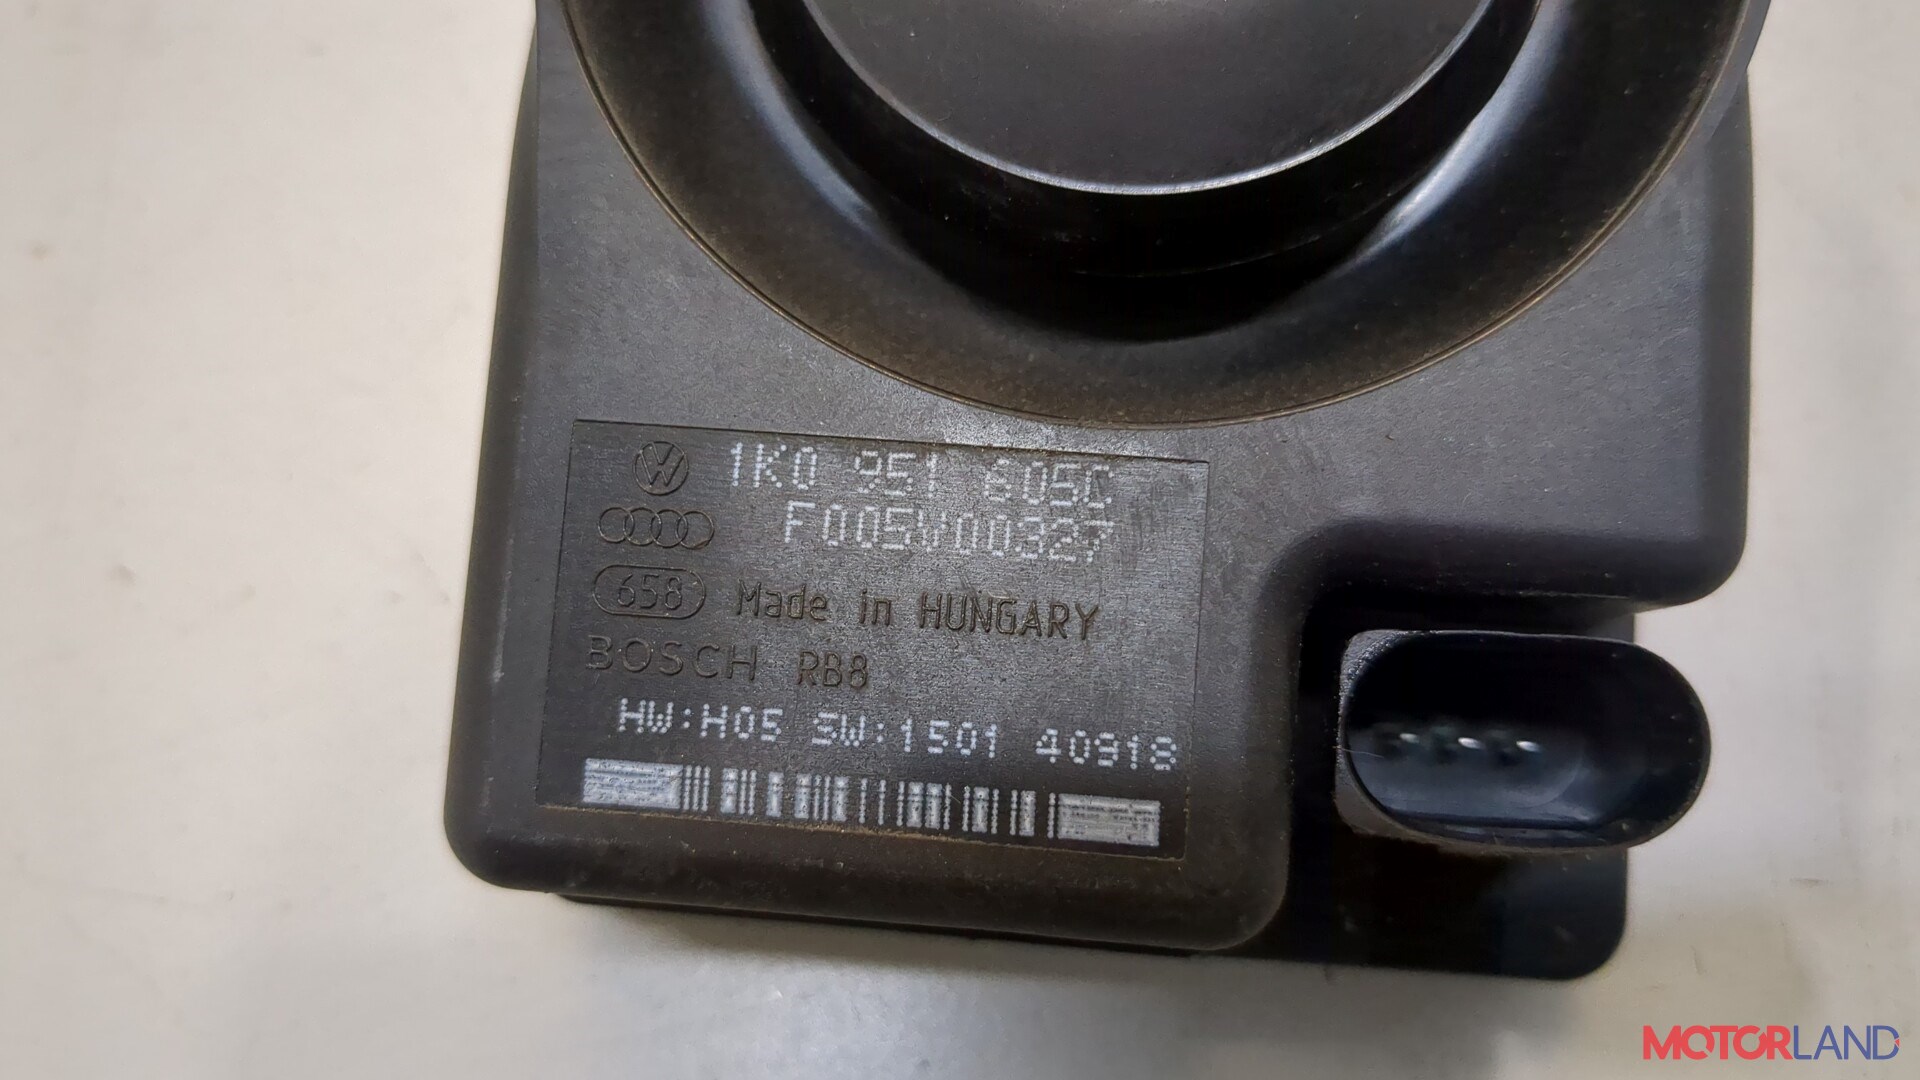 1K0 951 605C
F005V00327
658 Made in HUNGARY
BOSCH RB8
HW:H05 SW:1501 40918
MOTORLAND